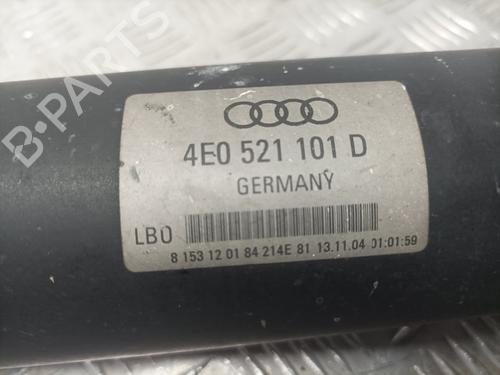 B-PARTS
4E0 521 101 D
GERMANY
LBO
8 153 12 01 84 214E 81 13.11.04 01:01:59